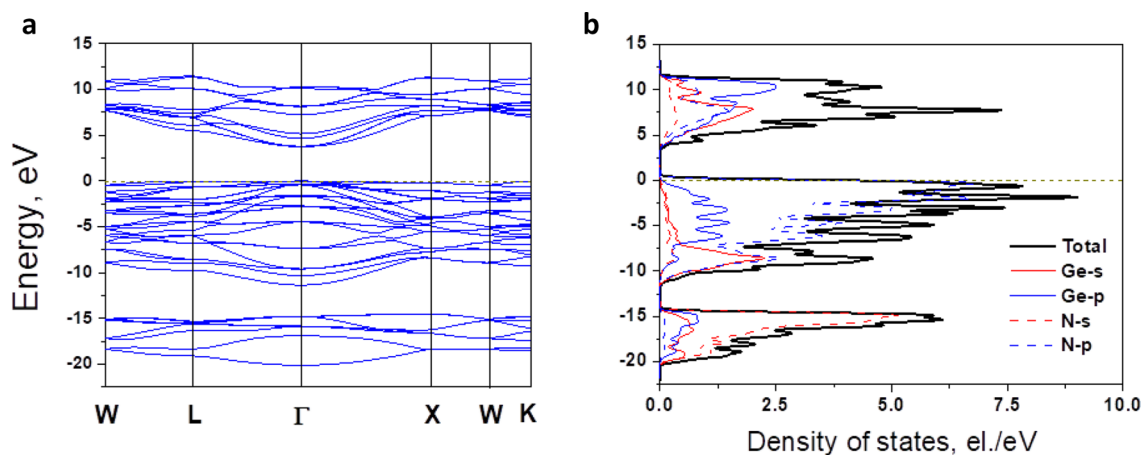 a
Energy, eV
15
10
5
0
-5
-10
-15
-20
W L Γ X W K
b
15
10
5
0
-5
-10
-15
-20
Total
Ge-s
Ge-p
N-s
N-p
0.0 2.5 5.0 7.5 10.0
Density of states, el./eV